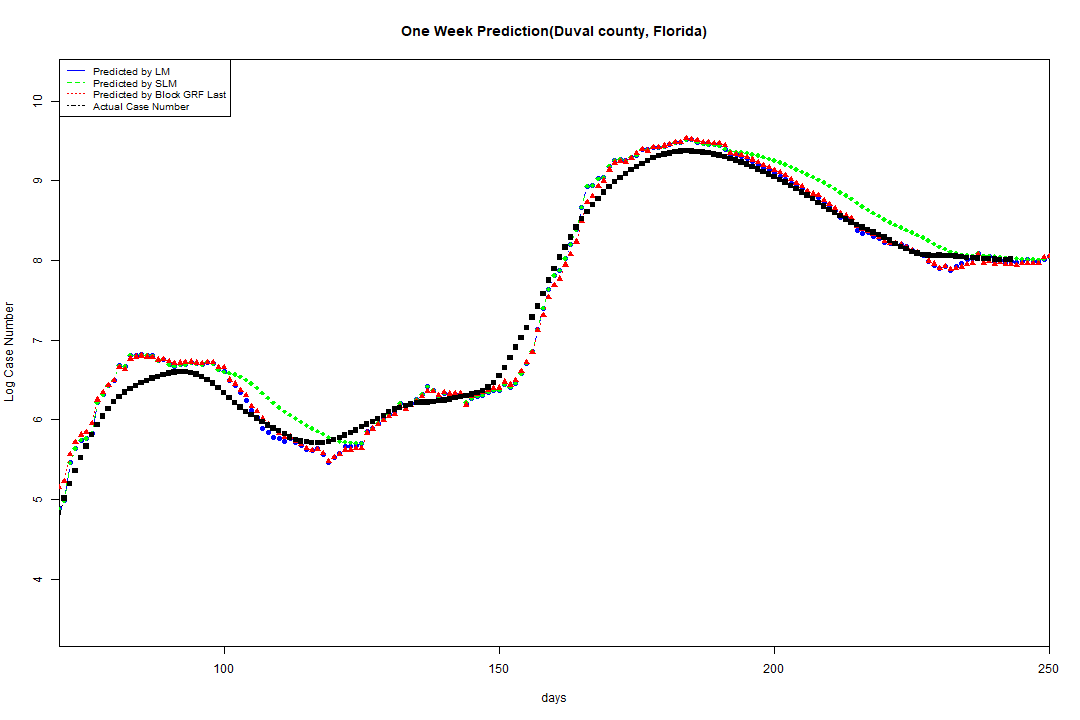 One Week Prediction(Duval county, Florida)
Predicted by LM
Predicted by SLM
Predicted by Block GRF Last
Actual Case Number
10
9
8
7
6
5
4
Log Case Number
100
150
200
250
days